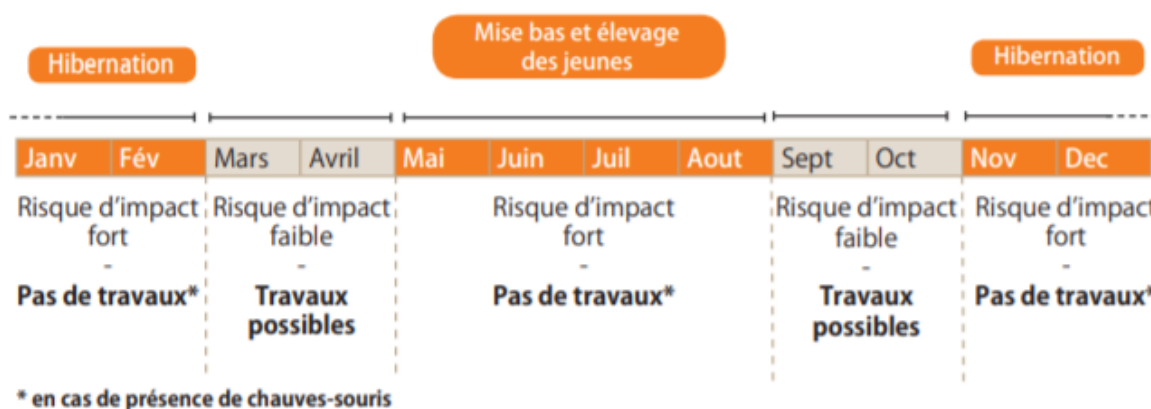 Hibernation
Mise bas et élevage
des jeunes
Hibernation
Janv Fév Mars Avril Mai Juin Juil Aout Sept Oct Nov Dec
Risque d'impact
fort
-
Pas de travaux*
Risque d'impact
faible
-
Travaux
possibles
Risque d'impact
fort
-
Pas de travaux*
Risque d'impact
faible
-
Travaux
possibles
Risque d'impact
fort
-
Pas de travaux*
* en cas de présence de chauves-souris